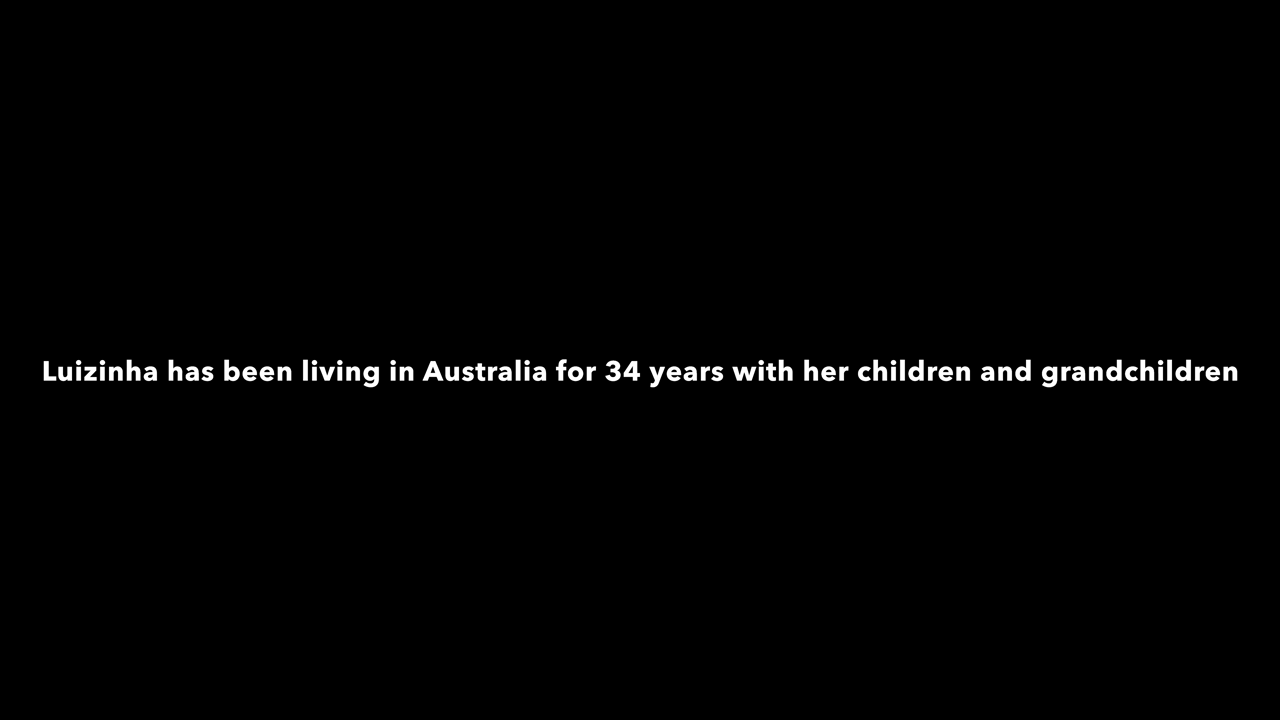 Luizinha has been living in Australia for 34 years with her children and grandchildren